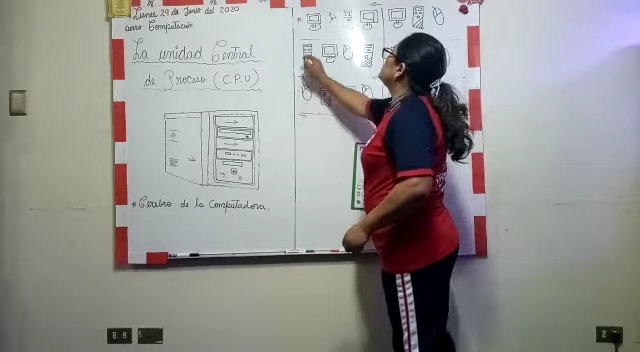 Lunes 29 de Junio del 2020
curso: Computación
La unidad Central
de Proceso (C.P.U)
* Cerebro de la Computadora.